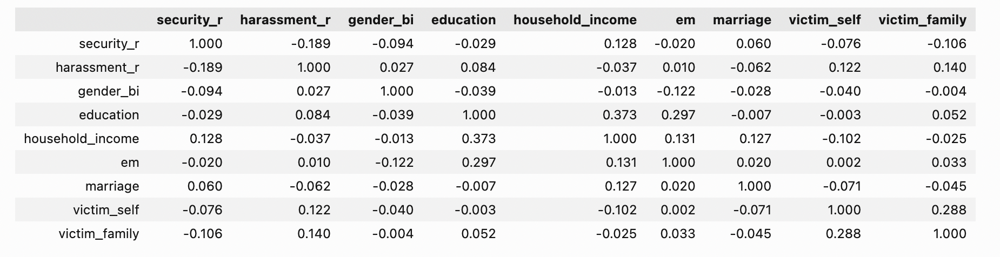 security_r harassment_r gender_bi education household_income em marriage victim_self victim_family
security_r 1.000 -0.189 -0.094 -0.029 0.128 -0.020 0.060 -0.076 -0.106
harassment_r -0.189 1.000 0.027 0.084 -0.037 0.010 -0.062 0.122 0.140
gender_bi -0.094 0.027 1.000 -0.039 -0.013 -0.122 -0.028 -0.040 -0.004
education -0.029 0.084 -0.039 1.000 0.373 0.297 -0.007 -0.003 0.052
household_income 0.128 -0.037 -0.013 0.373 1.000 0.131 0.127 -0.102 -0.025
em -0.020 0.010 -0.122 0.297 0.131 1.000 0.020 0.002 0.033
marriage 0.060 -0.062 -0.028 -0.007 0.127 0.020 1.000 -0.071 -0.045
victim_self -0.076 0.122 -0.040 -0.003 -0.102 0.002 -0.071 1.000 0.288
victim_family -0.106 0.140 -0.004 0.052 -0.025 0.033 -0.045 0.288 1.000